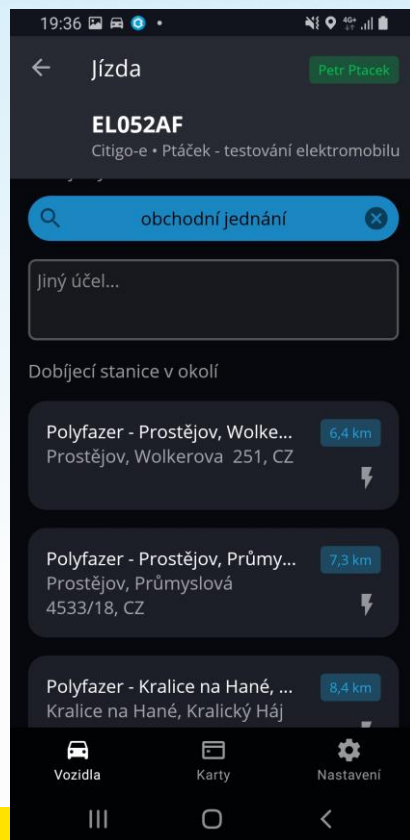 19:36
4G+
Jízda
Petr Ptacek
EL052AF
Citigo-e • Ptáček - testování elektromobilu
obchodní jednání
Jiný účel...
Dobíjecí stanice v okolí
Polyfazer - Prostějov, Wolke...
6,4 km
Prostějov, Wolkerova 251, CZ
Polyfazer - Prostějov, Průmy...
7,3 km
Prostějov, Průmyslová
4533/18, CZ
Polyfazer - Kralice na Hané, ...
8,4 km
Kralice na Hané, Kralický Háj
Vozidla
Karty
Nastavení